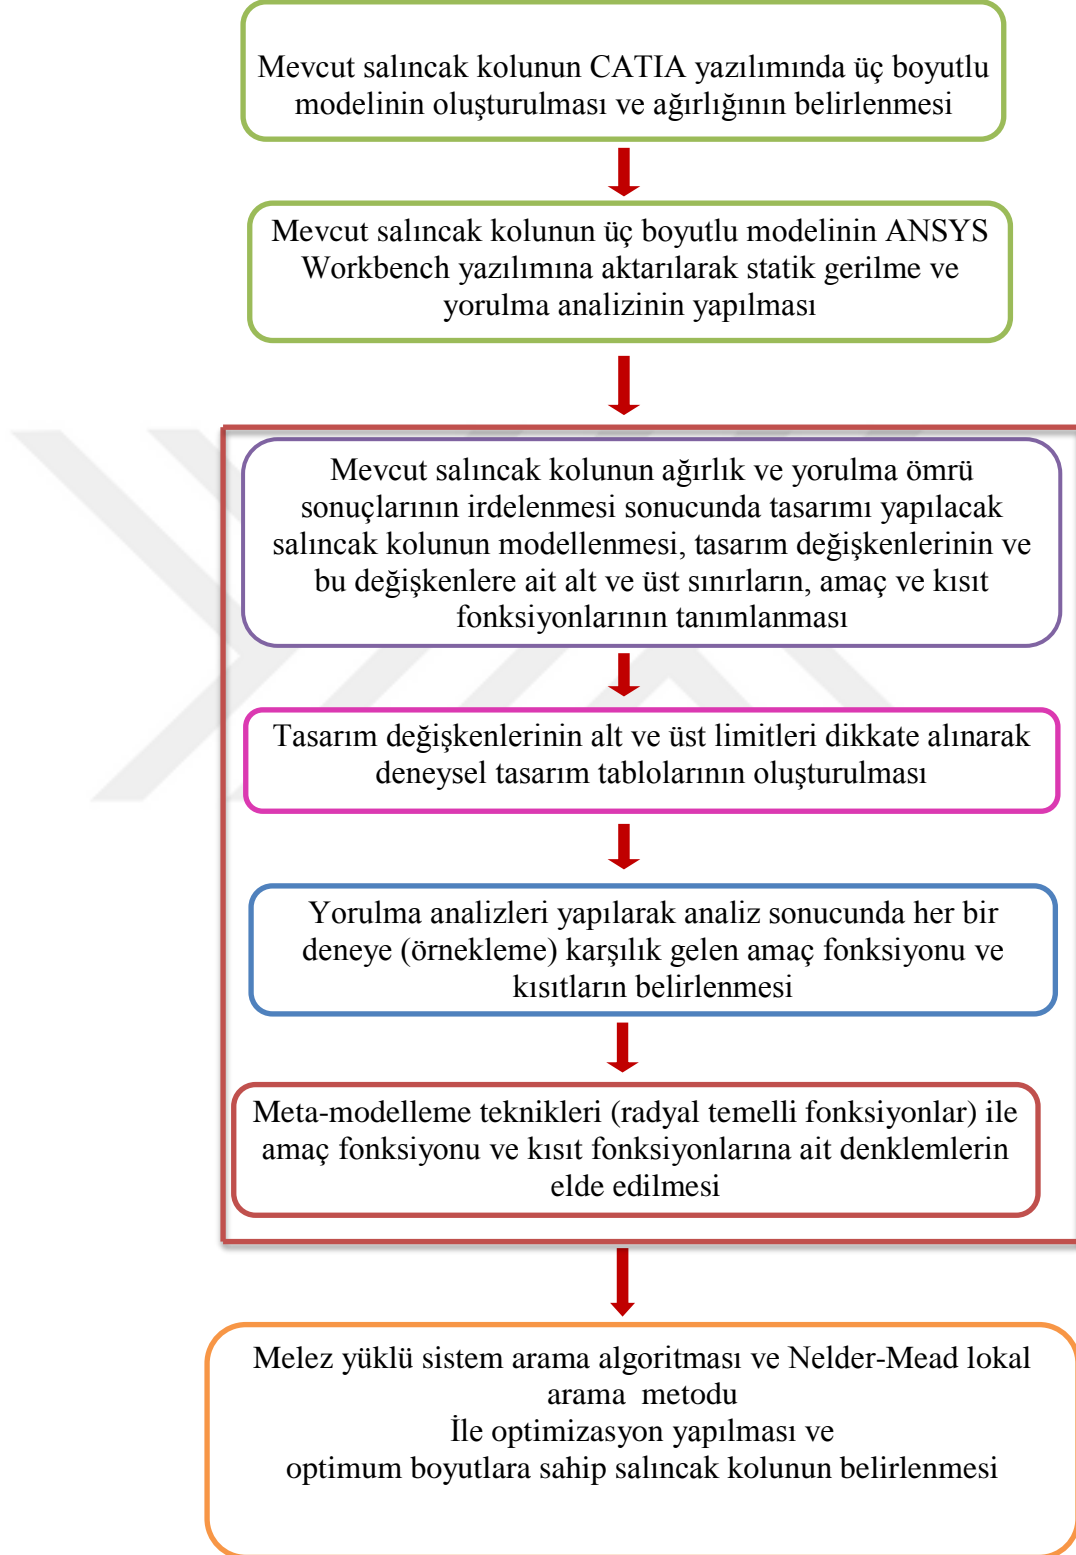 Mevcut salıncak kolunun CATIA yazılımında üç boyutlu
modelinin oluşturulması ve ağırlığının belirlenmesi
Mevcut salıncak kolunun üç boyutlu modelinin ANSYS
Workbench yazılımına aktarılarak statik gerilme ve
yorulma analizinin yapılması
Mevcut salıncak kolunun ağırlık ve yorulma ömrü
sonuçlarının irdelenmesi sonucunda tasarımı yapılacak
salıncak kolunun modellenmesi, tasarım değişkenlerinin ve
bu değişkenlere ait alt ve üst sınırların, amaç ve kısıt
fonksiyonlarının tanımlanması
Tasarım değişkenlerinin alt ve üst limitleri dikkate alınarak
deneysel tasarım tablolarının oluşturulması
Yorulma analizleri yapılarak analiz sonucunda her bir
deneye (örnekleme) karşılık gelen amaç fonksiyonu ve
kısıtların belirlenmesi
Meta-modelleme teknikleri (radyal temelli fonksiyonlar) ile
amaç fonksiyonu ve kısıt fonksiyonlarına ait denklemlerin
elde edilmesi
Melez yüklü sistem arama algoritması ve Nelder-Mead lokal
arama metodu
İle optimizasyon yapılması ve
optimum boyutlara sahip salıncak kolunun belirlenmesi